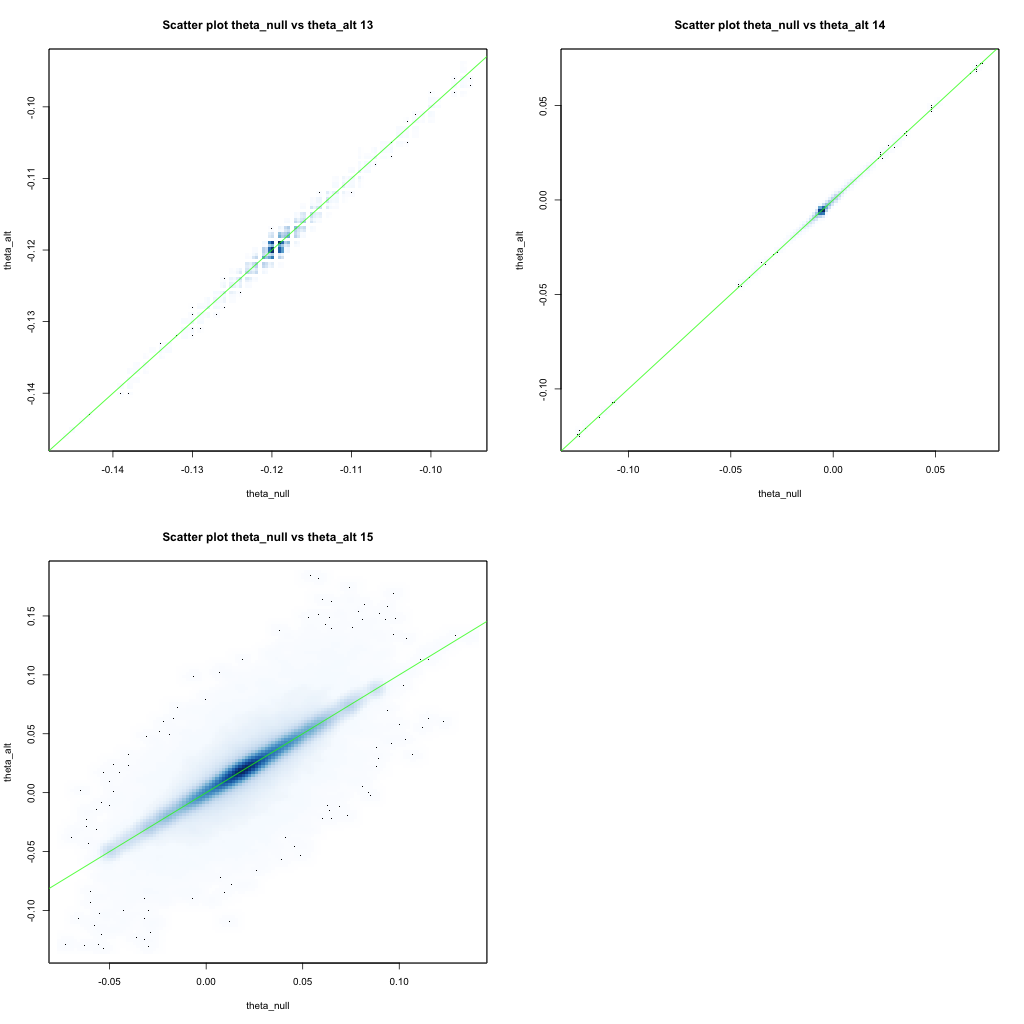 Scatter plot theta_null vs theta_alt 13
theta_alt
-0.10
-0.11
-0.12
-0.13
-0.14
-0.14 -0.13 -0.12 -0.11 -0.10
theta_null
Scatter plot theta_null vs theta_alt 14
theta_alt
0.05
0.00
-0.05
-0.10
-0.10 -0.05 0.00 0.05
theta_null
Scatter plot theta_null vs theta_alt 15
theta_alt
0.15
0.10
0.05
0.00
-0.05
-0.10
-0.05 0.00 0.05 0.10
theta_null